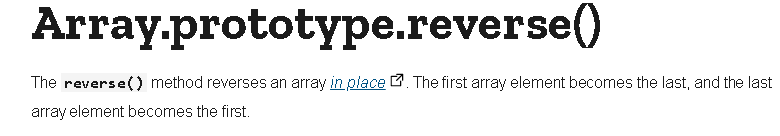 Array.prototype.reverse()
The reverse() method reverses an array in place. The first array element becomes the last, and the last
array element becomes the first.